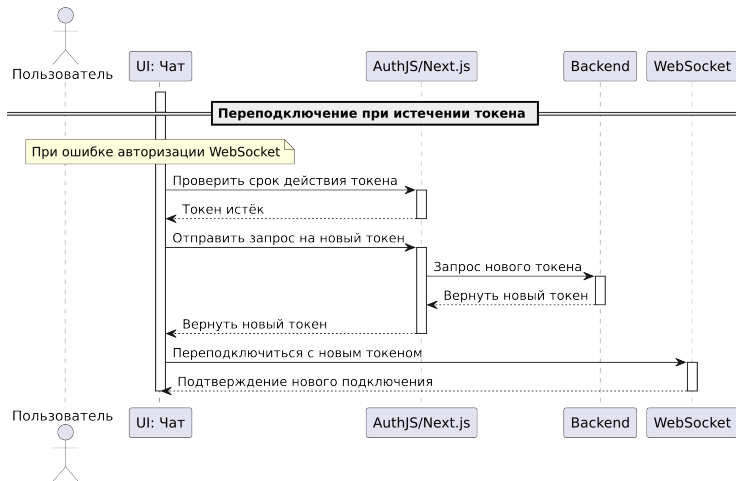 Пользователь
UI: Чат
AuthJS/Next.js
Backend
WebSocket
Переподключение при истечении токена
При ошибке авторизации WebSocket
Проверить срок действия токена
Токен истёк
Отправить запрос на новый токен
Запрос нового токена
Вернуть новый токен
Вернуть новый токен
Переподключиться с новым токеном
Подтверждение нового подключения
Пользователь
UI: Чат
AuthJS/Next.js
Backend
WebSocket